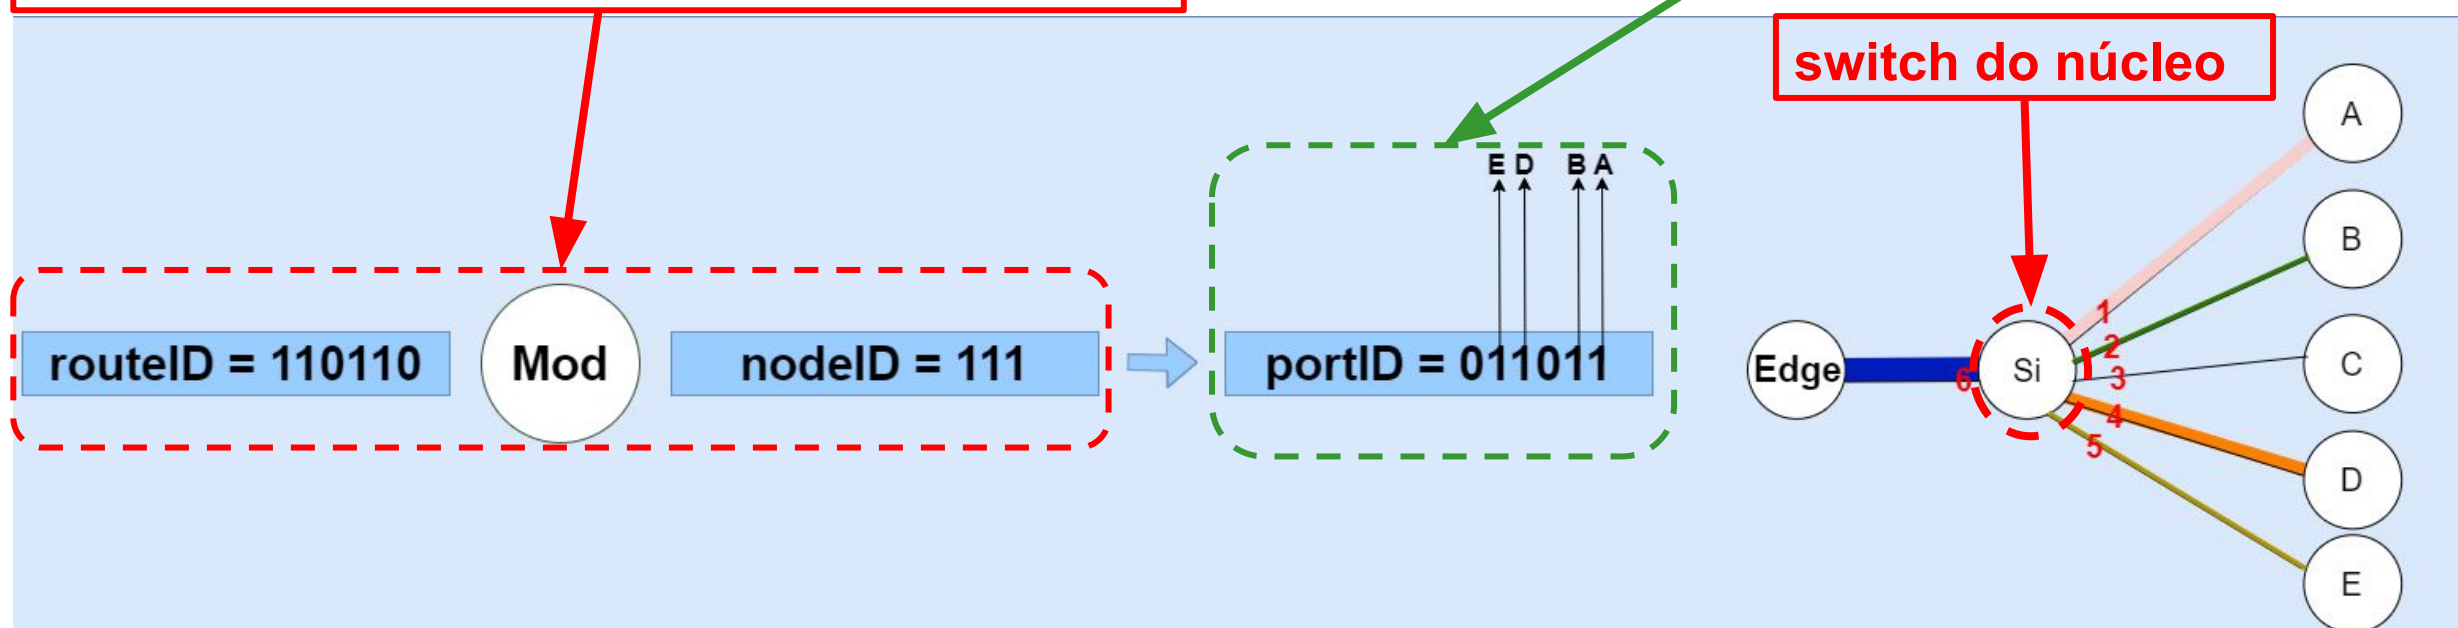 switch do núcleo
E D B A
routeID = 110110
Mod
nodeID = 111
portID = 011011
Edge
6
Si
1
2
3
4
5
A
B
C
D
E